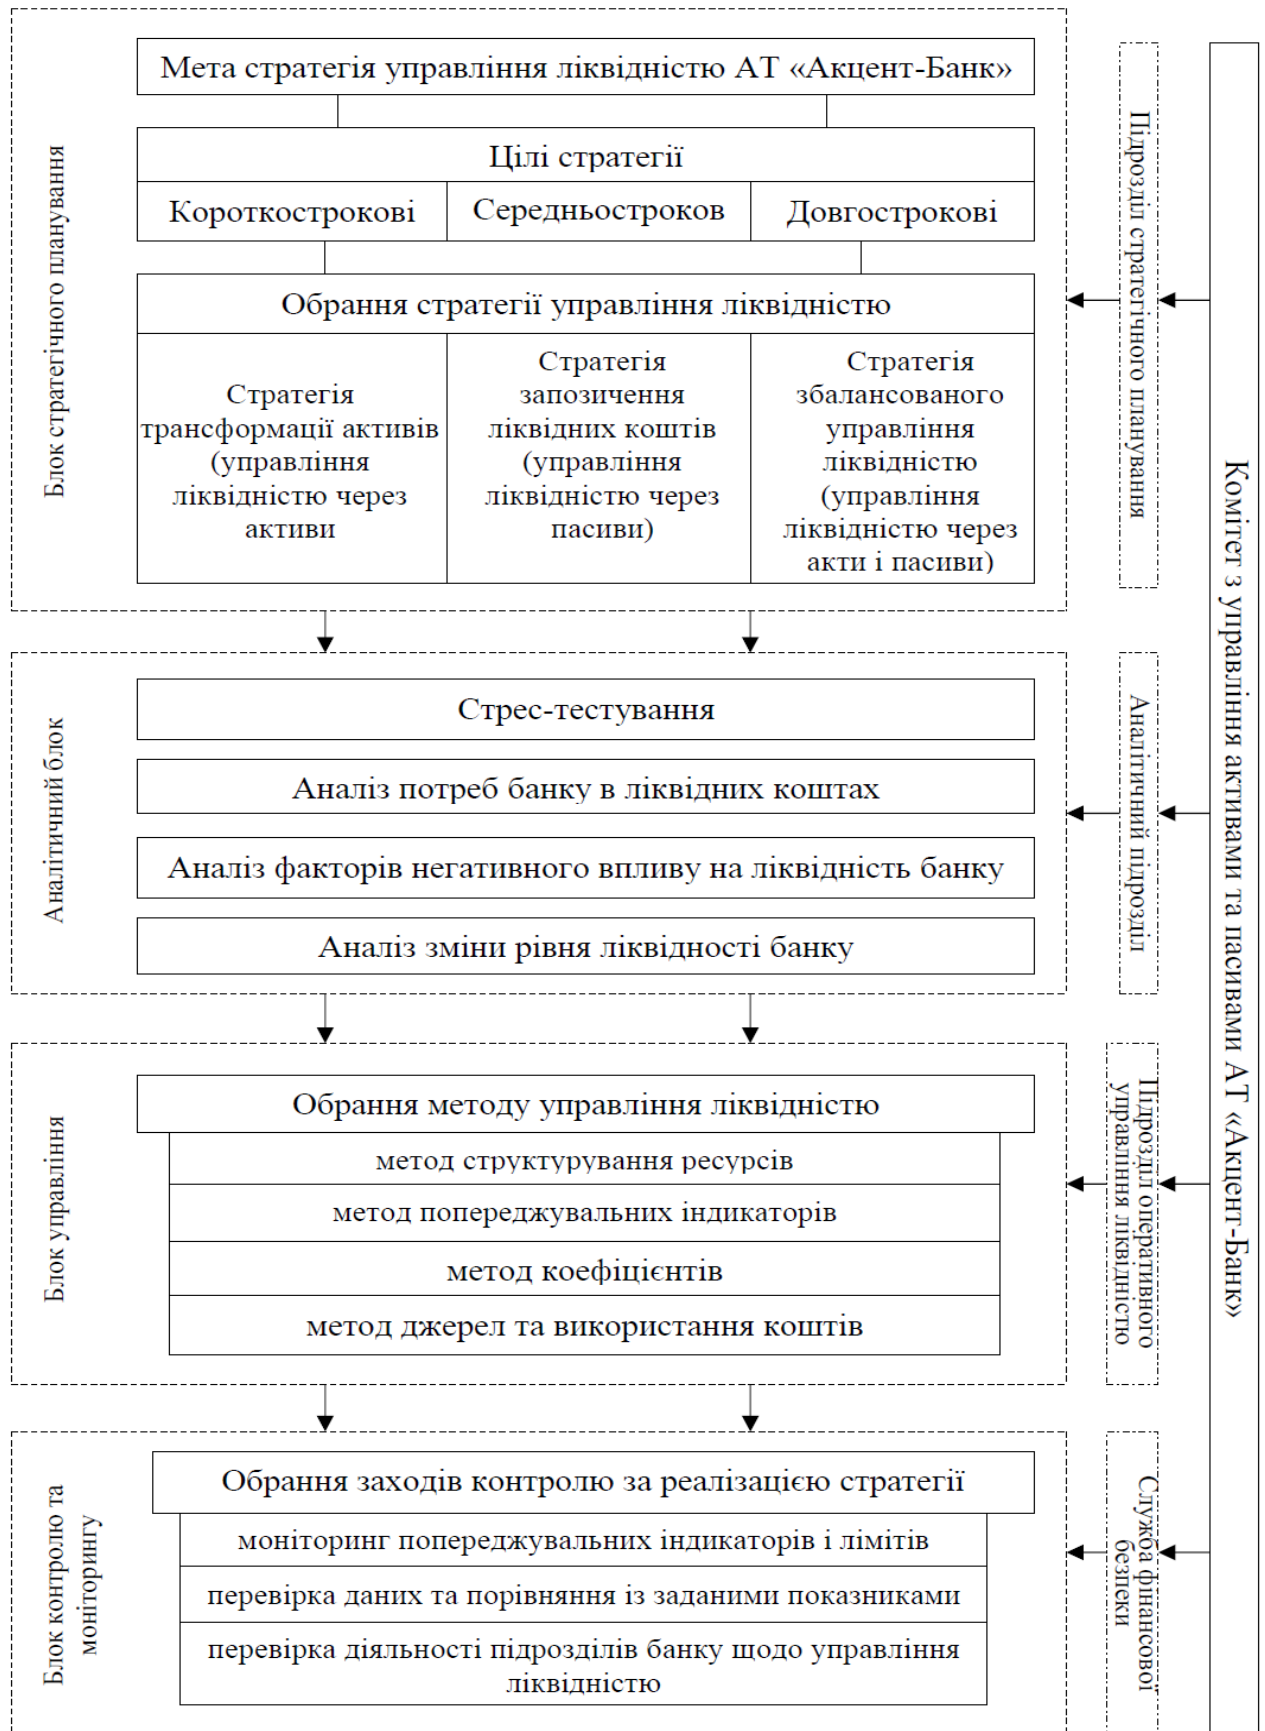 Мета стратегія управління ліквідністю АТ «Акцент-Банк»
Цілі стратегії
Короткострокові
Середньостроков
Довгострокові
Обрання стратегії управління ліквідністю
Стратегія
трансформації активів
(управління
ліквідністю через
активи
Стратегія
запозичення
ліквідних коштів
(управління
ліквідністю через
пасиви)
Стратегія
збалансованого
управління
ліквідністю
(управління
ліквідністю через
акти і пасиви)
Блок стратегічного планування
Підрозділ стратегічного планування
Стрес-тестування
Аналіз потреб банку в ліквідних коштах
Аналіз факторів негативного впливу на ліквідність банку
Аналіз зміни рівня ліквідності банку
Аналітичний блок
Аналітичний підрозділ
Обрання методу управління ліквідністю
метод структурування ресурсів
метод попереджувальних індикаторів
метод коефіцієнтів
метод джерел та використання коштів
Блок управління
Підрозділ оперативного
управління ліквідністю
Обрання заходів контролю за реалізацією стратегії
моніторинг попереджувальних індикаторів і лімітів
перевірка даних та порівняння із заданими показниками
перевірка діяльності підрозділів банку щодо управління
ліквідністю
Блок контролю та
моніторингу
Служба фінансової
безпеки
Комітет з управління активами та пасивами АТ «Акцент-Банк»